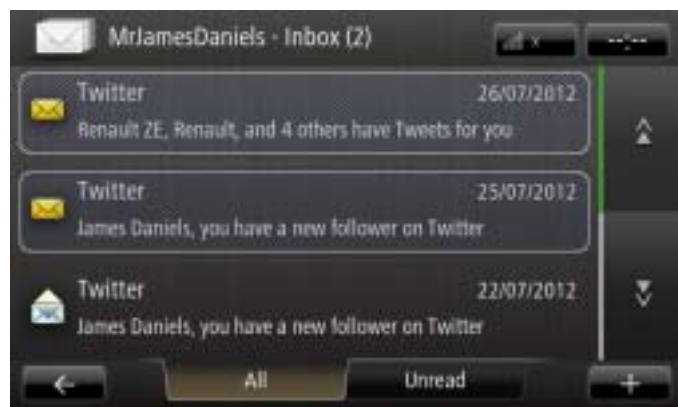 MrJamesDaniels - Inbox (2)
x
--:--
Twitter
26/07/2012
Renault ZE, Renault, and 4 others have Tweets for you
Twitter
25/07/2012
James Daniels, you have a new follower on Twitter
Twitter
22/07/2012
James Daniels, you have a new follower on Twitter
All
Unread